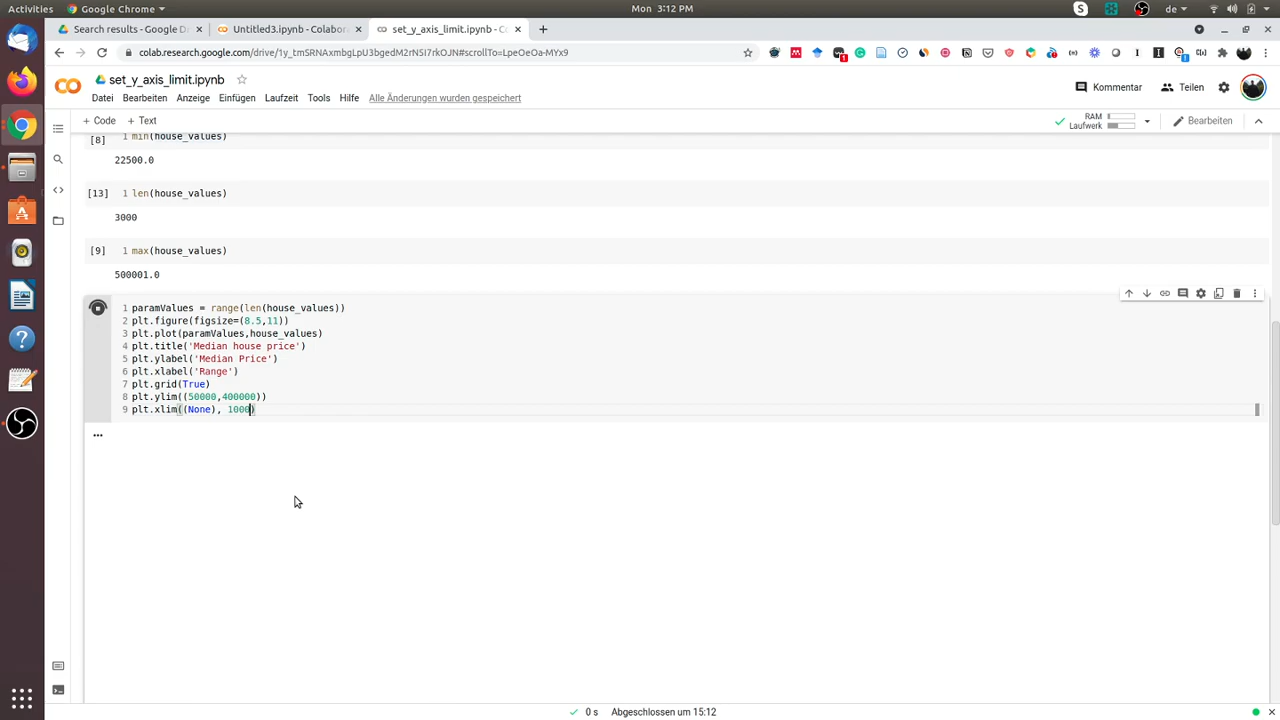 Activities
Google Chrome
Mon 3:12 PM
de
Search results - Google D
Untitled3.ipynb - Colabora
set_y_axis_limit.ipynb - C
colab.research.google.com/drive/1y_tmSRNAxmbgLpU3bgedM2rN5I7rkOJN#scrollTo=LpeOeOa-MYx9
set_y_axis_limit.ipynb
Kommentar
Teilen
Datei Bearbeiten Anzeige Einfügen Laufzeit Tools Hilfe Alle Änderungen wurden gespeichert
+ Code + Text
RAM
Laufwerk
Bearbeiten
[8] 1 min(house_values)
22500.0
[13] 1 len(house_values)
3000
[9] 1 max(house_values)
500001.0
1 paramValues = range(len(house_values))
2 plt.figure(figsize=(8.5,11))
3 plt.plot(paramValues,house_values)
4 plt.title('Median house price')
5 plt.ylabel('Median Price')
6 plt.xlabel('Range')
7 plt.grid(True)
8 plt.ylim((50000,400000))
9 plt.xlim((None), 1000)
...
0 s Abgeschlossen um 15:12